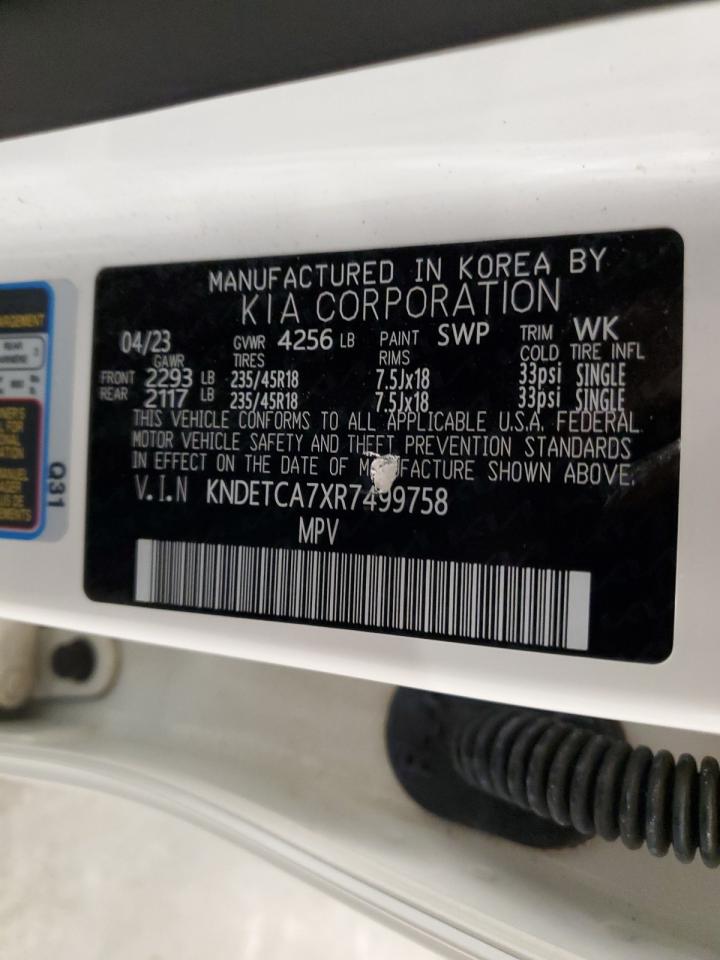 MANUFACTURED IN KOREA BY
KIA CORPORATION
04/23 GVWR 4256 LB PAINT SWP TRIM WK
GAWR TIRES RIMS COLD TIRE INFL
FRONT 2293 LB 235/45R18 7.5Jx18 33psi SINGLE
REAR 2117 LB 235/45R18 7.5Jx18 33psi SINGLE
THIS VEHICLE CONFORMS TO ALL APPLICABLE U.S.A. FEDERAL
MOTOR VEHICLE SAFETY AND THEFT PREVENTION STANDARDS
IN EFFECT ON THE DATE OF MANUFACTURE SHOWN ABOVE.
V.I.N KNDETCA7XR7499758
MPV
REAR
Q31